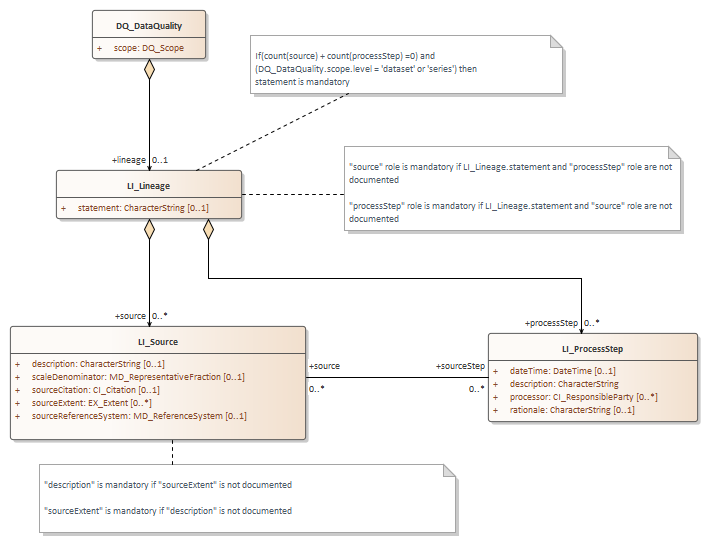 DQ_DataQuality
+ scope: DQ_Scope
If(count(source) + count(processStep) =0) and
(DQ_DataQuality.scope.level = 'dataset' or 'series') then
statement is mandatory
+lineage 0..1
LI_Lineage
+ statement: CharacterString [0..1]
"source" role is mandatory if LI_Lineage.statement and "processStep" role are not
documented
"processStep" role is mandatory if LI_Lineage.statement and "source" role are not
documented
+source 0..*
+processStep 0..*
LI_Source
+ description: CharacterString [0..1]
+ scaleDenominator: MD_RepresentativeFraction [0..1]
+ sourceCitation: CI_Citation [0..1]
+ sourceExtent: EX_Extent [0..*]
+ sourceReferenceSystem: MD_ReferenceSystem [0..1]
+source
0..*
+sourceStep
0..*
LI_ProcessStep
+ dateTime: DateTime [0..1]
+ description: CharacterString
+ processor: CI_ResponsibleParty [0..*]
+ rationale: CharacterString [0..1]
"description" is mandatory if "sourceExtent" is not documented
"sourceExtent" is mandatory if "description" is not documented